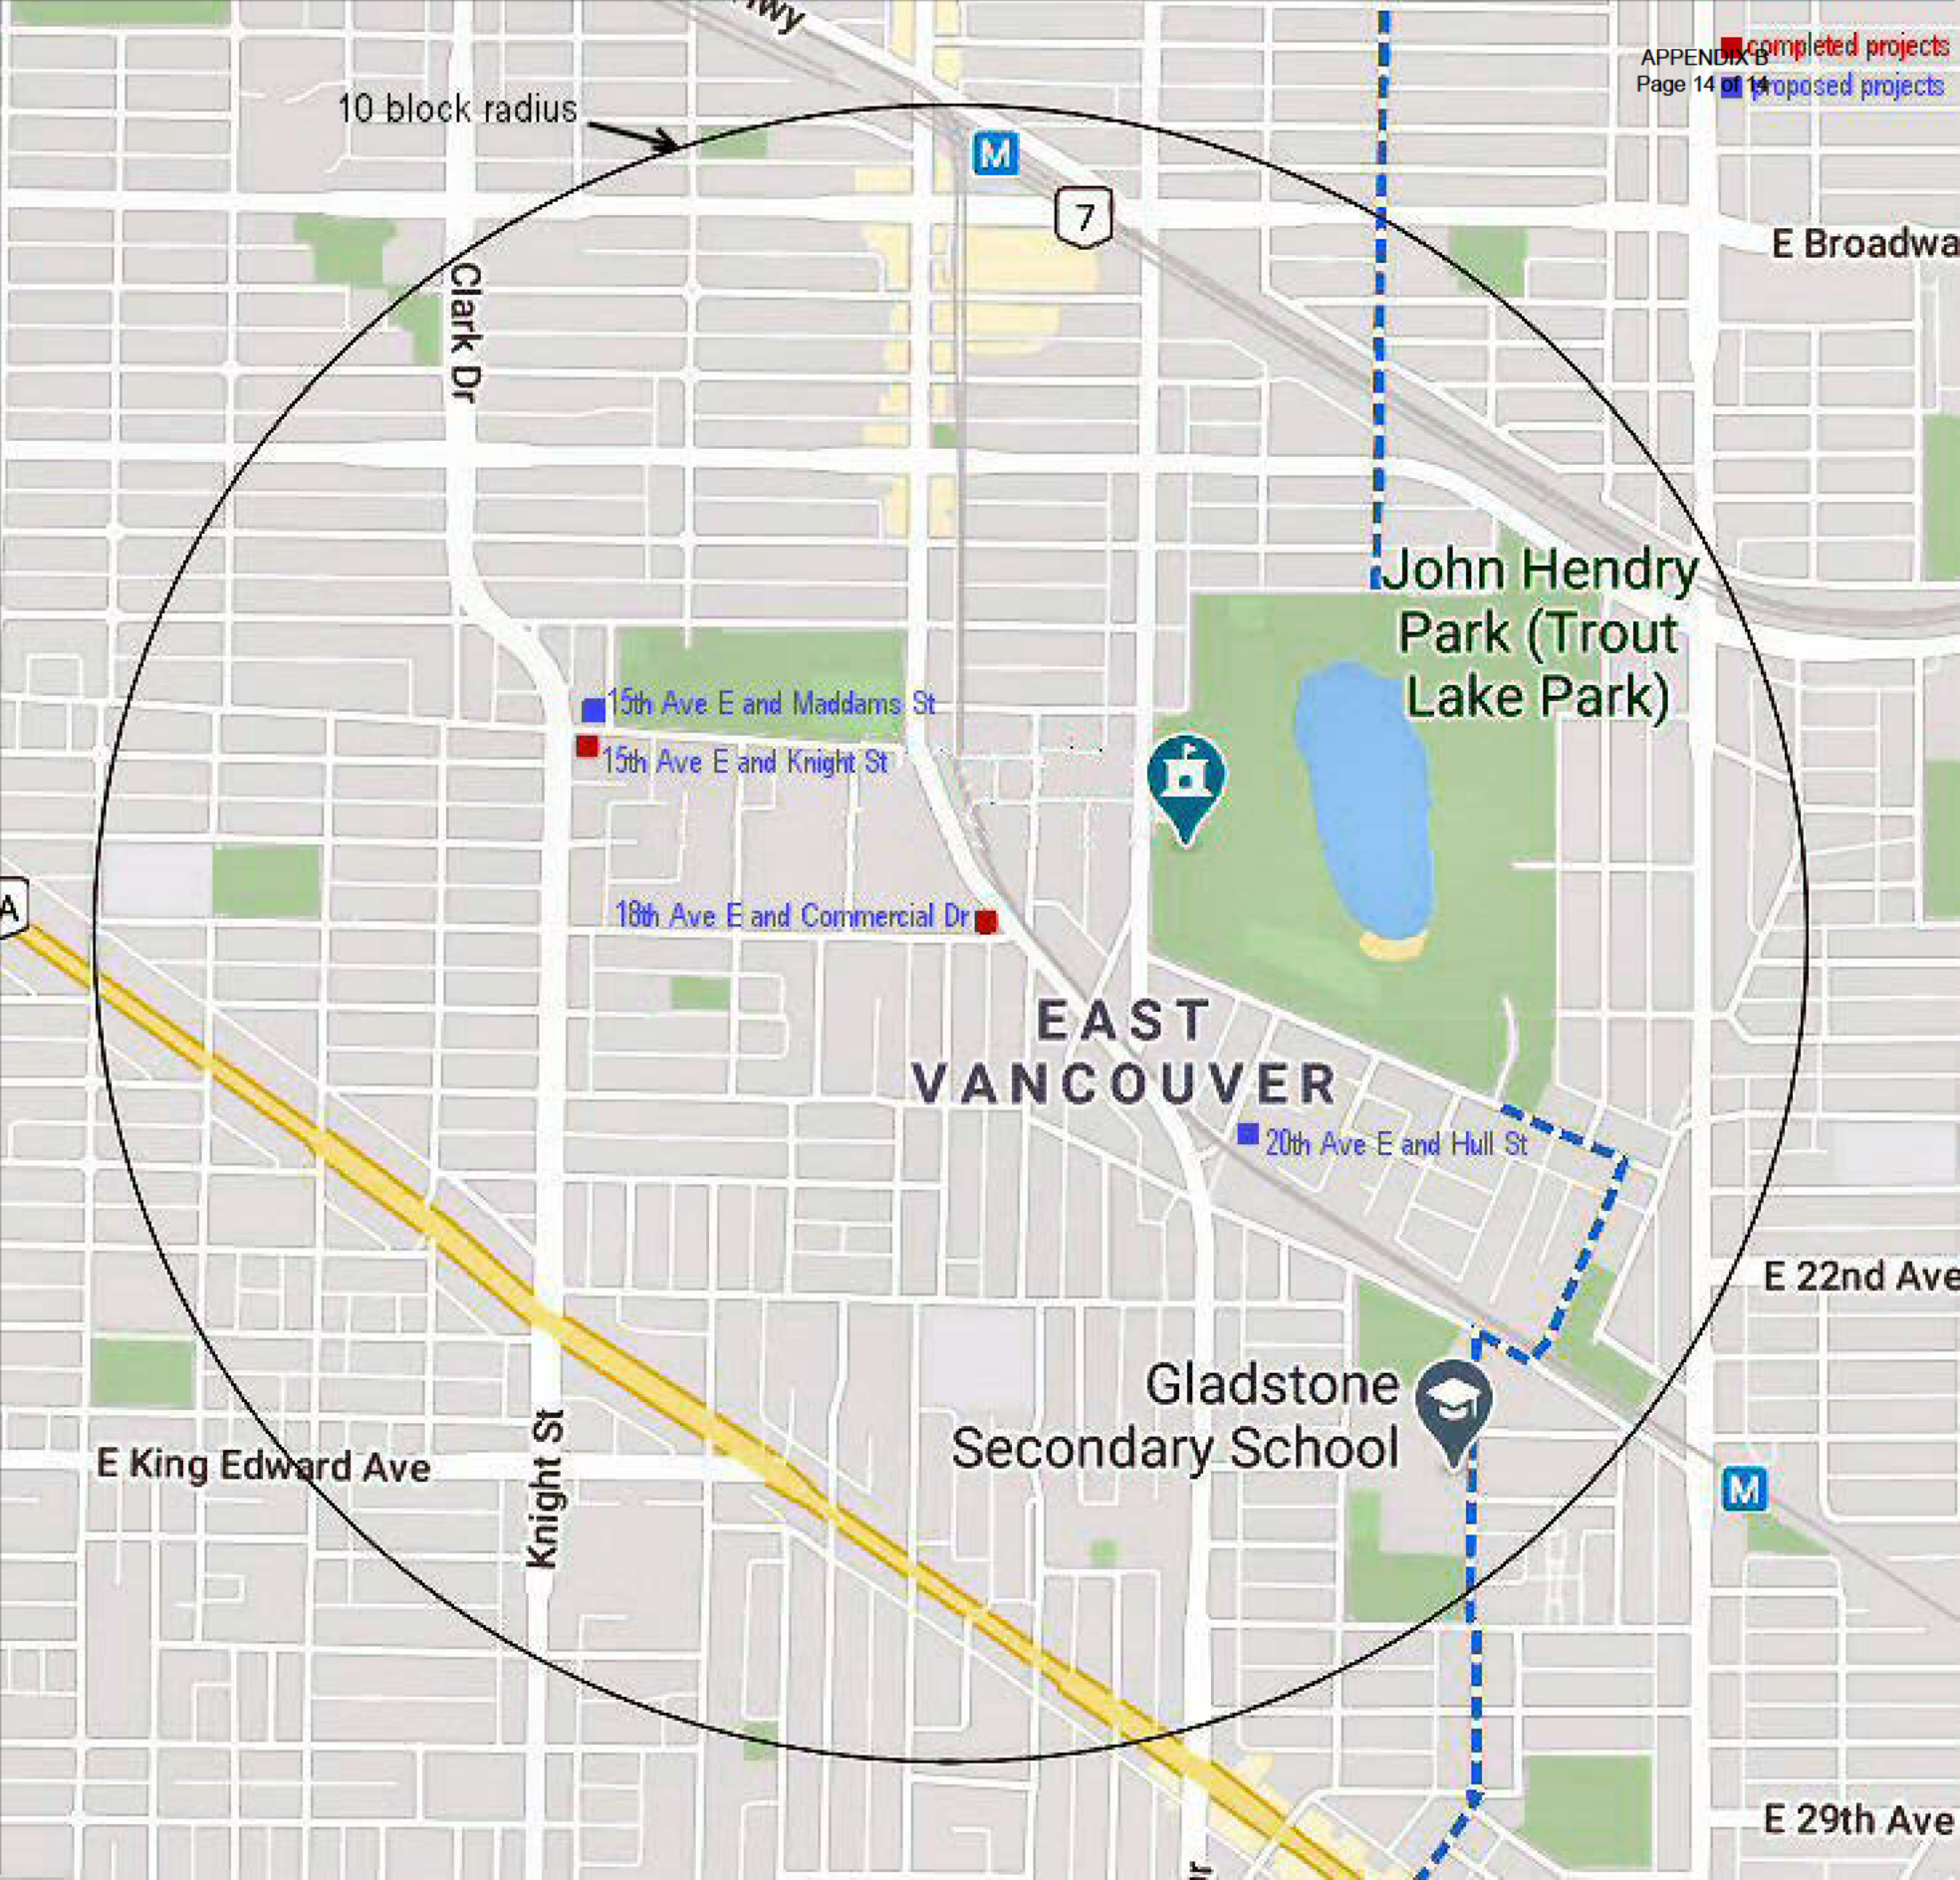 wy
completed projects
APPENDIX B
Page 14 of 14
proposed projects
10 block radius
M
7
E Broadwa
Clark Dr
John Hendry
Park (Trout
Lake Park)
15th Ave E and Maddams St
15th Ave E and Knight St
A
18th Ave E and Commercial Dr
EAST
VANCOUVER
20th Ave E and Hull St
E 22nd Ave
Gladstone
Secondary School
E King Edward Ave
Knight St
M
E 29th Ave